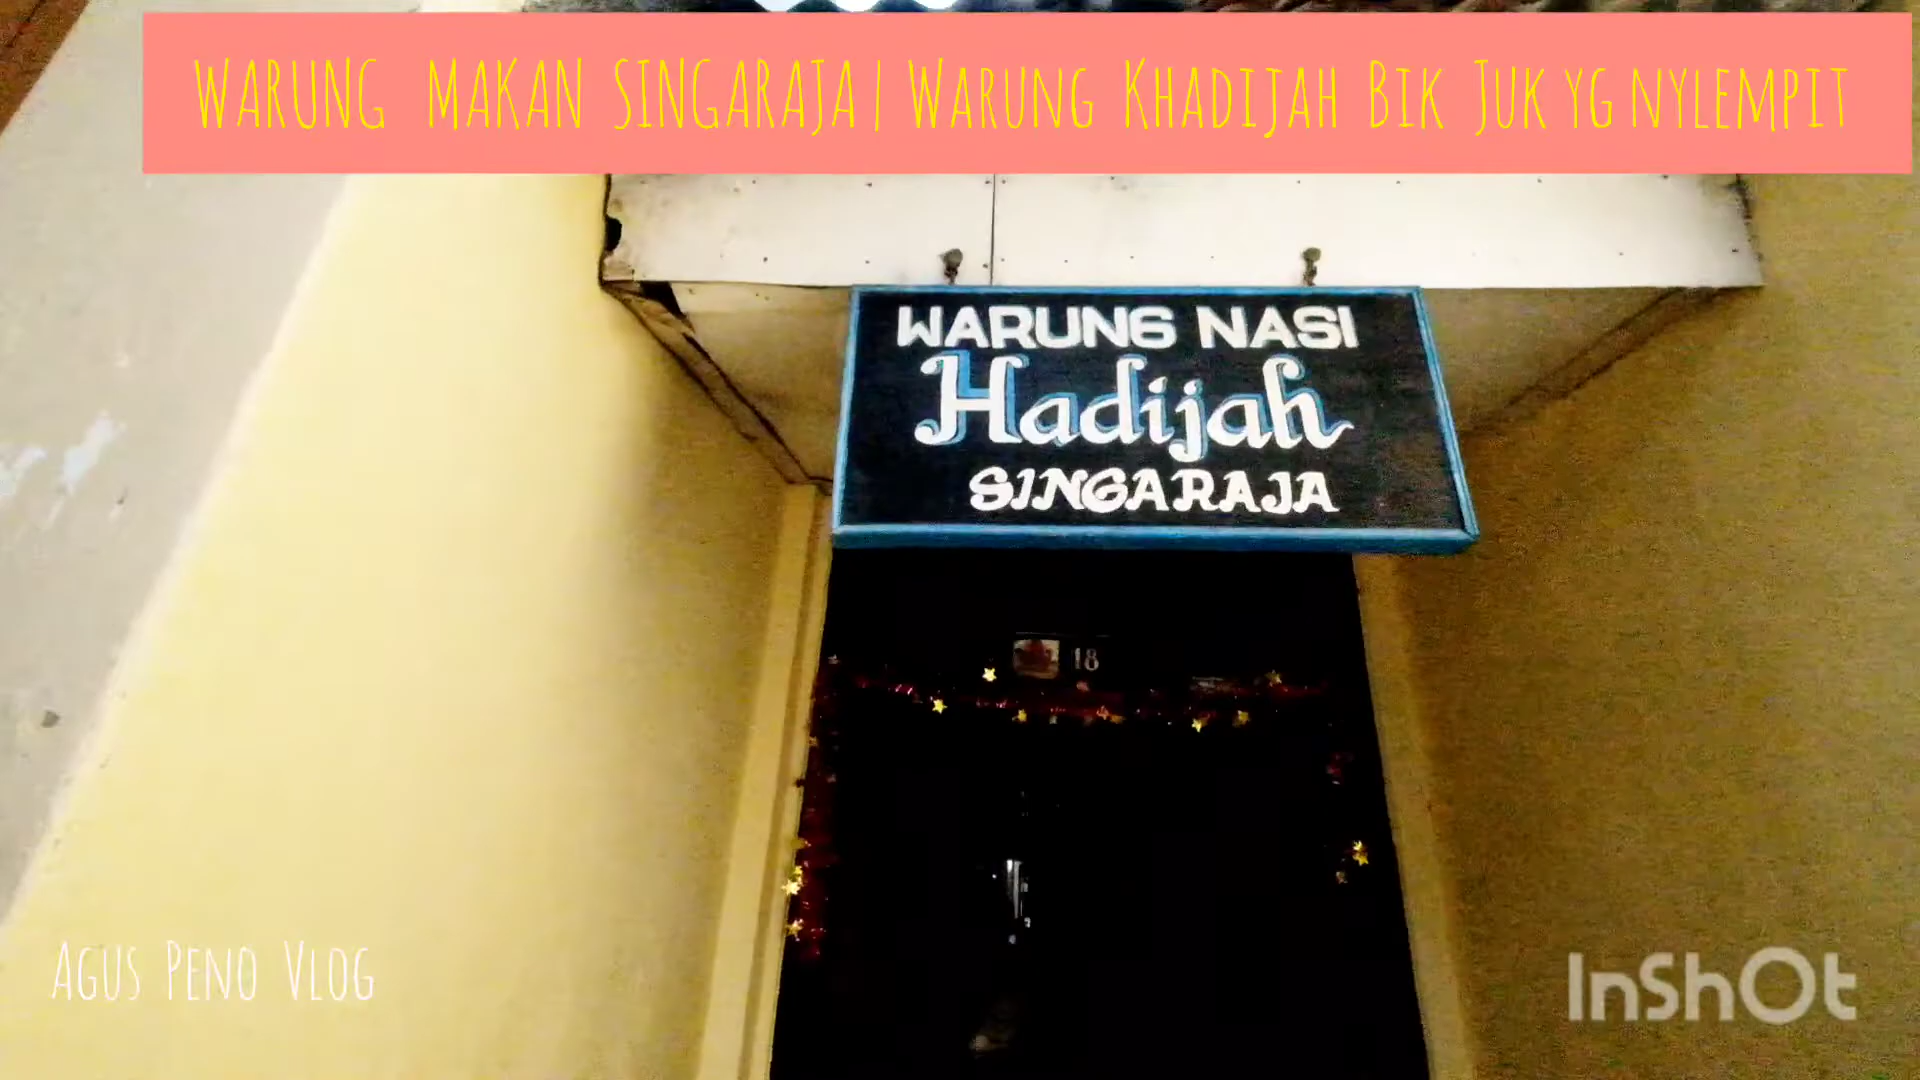 WARUNG MAKAN SINGARAJA | WARUNG KHADIJAH BIK JUK YG NYLEMPIT
WARUNG NASI
Hadijah
SINGARAJA
18
AGUS PENO VLOG
InShOt